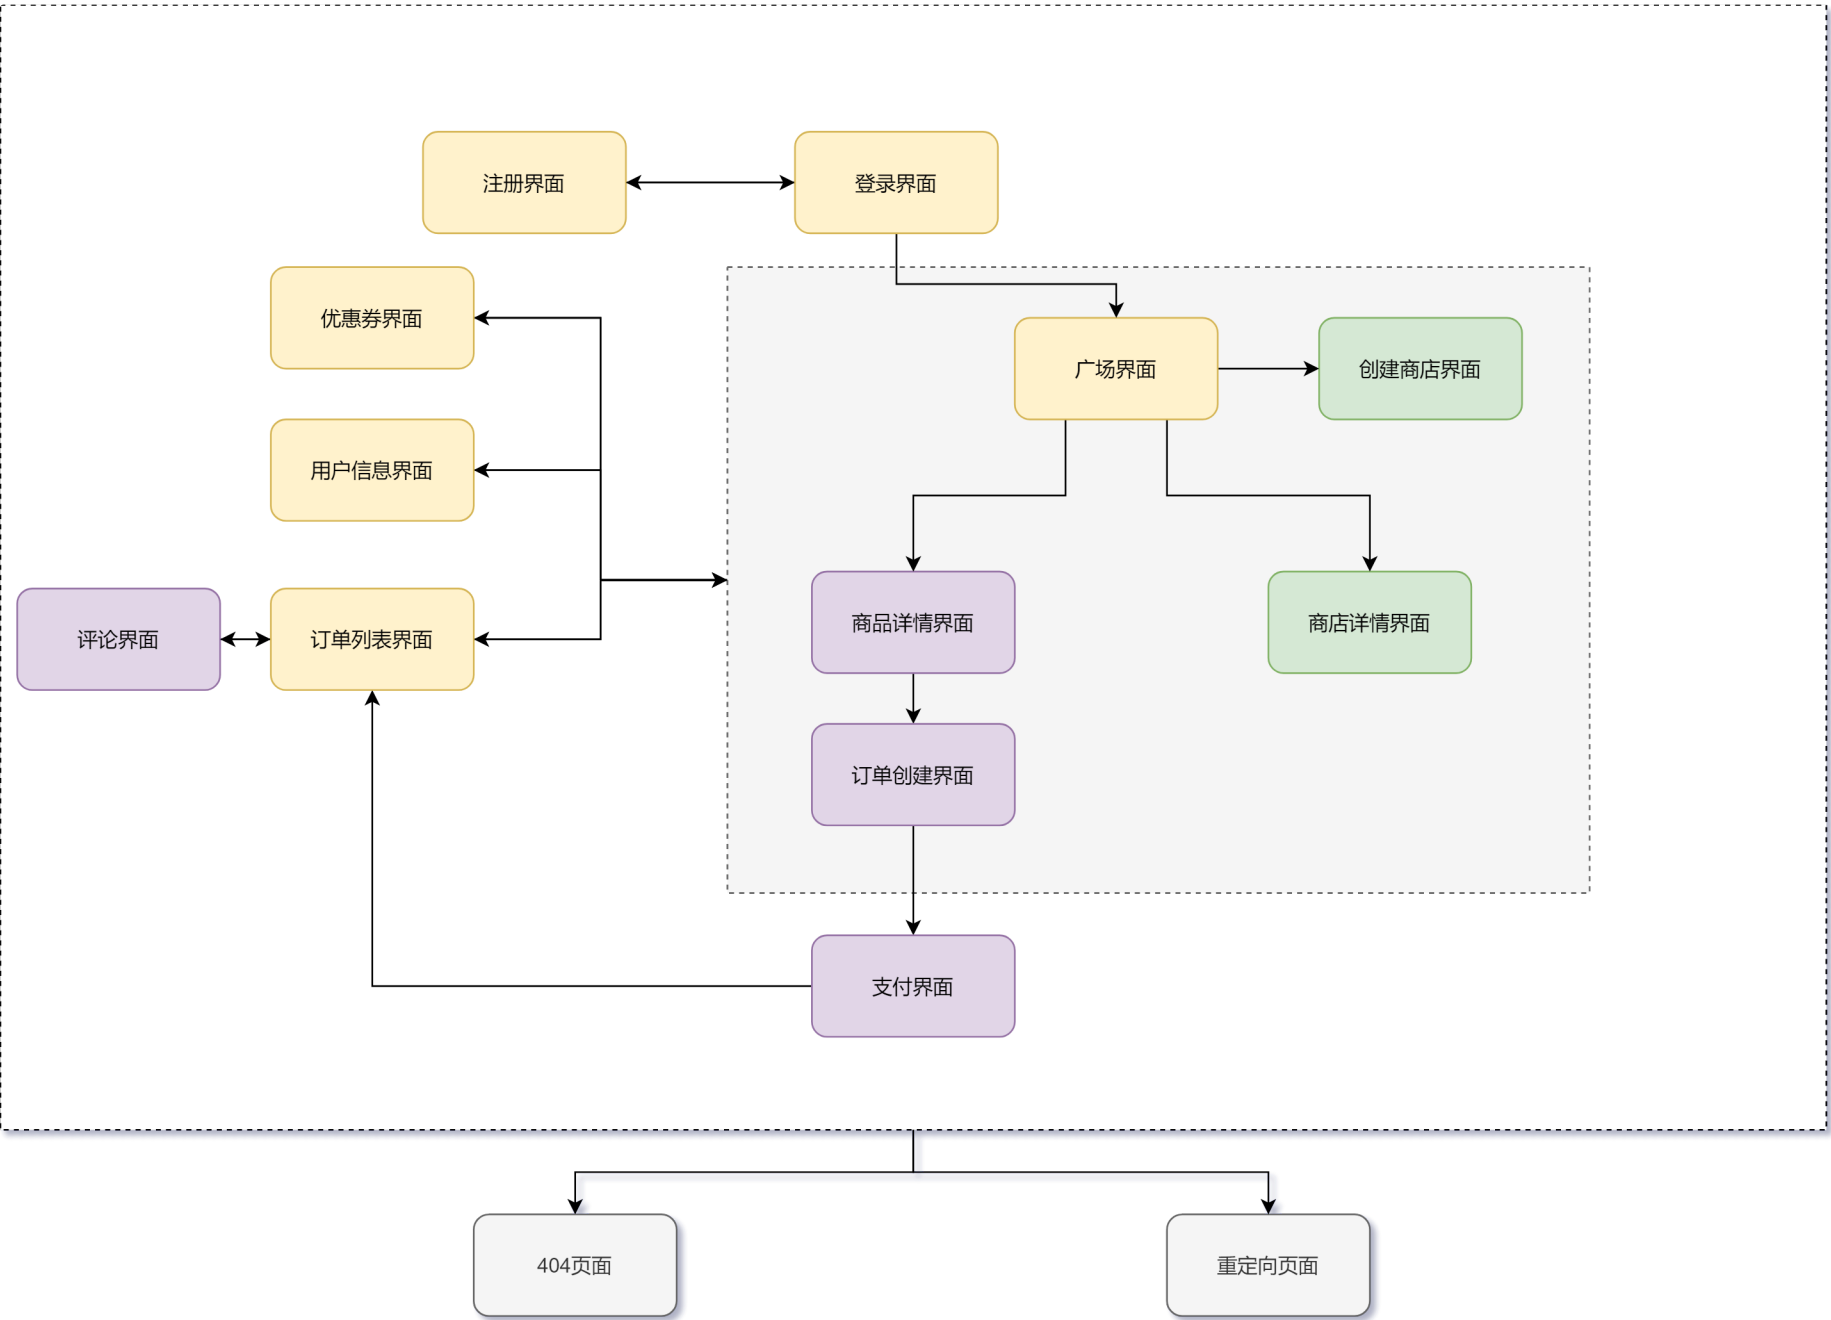 注册界面
登录界面
优惠券界面
广场界面
创建商店界面
用户信息界面
评论界面
订单列表界面
商品详情界面
商店详情界面
订单创建界面
支付界面
404页面
重定向页面